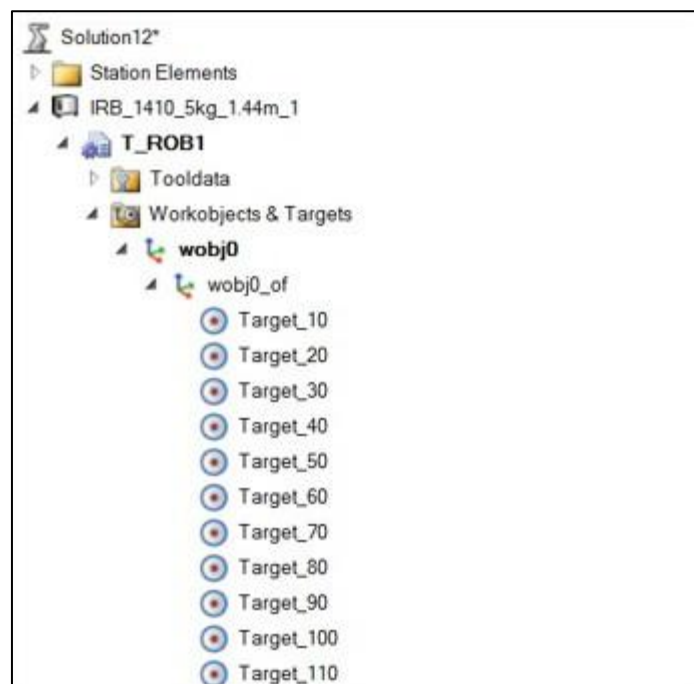 Solution12*
Station Elements
IRB_1410_5kg_1.44m_1
T_ROB1
Tooldata
Workobjects & Targets
wobj0
wobj0_of
Target_10
Target_20
Target_30
Target_40
Target_50
Target_60
Target_70
Target_80
Target_90
Target_100
Target_110